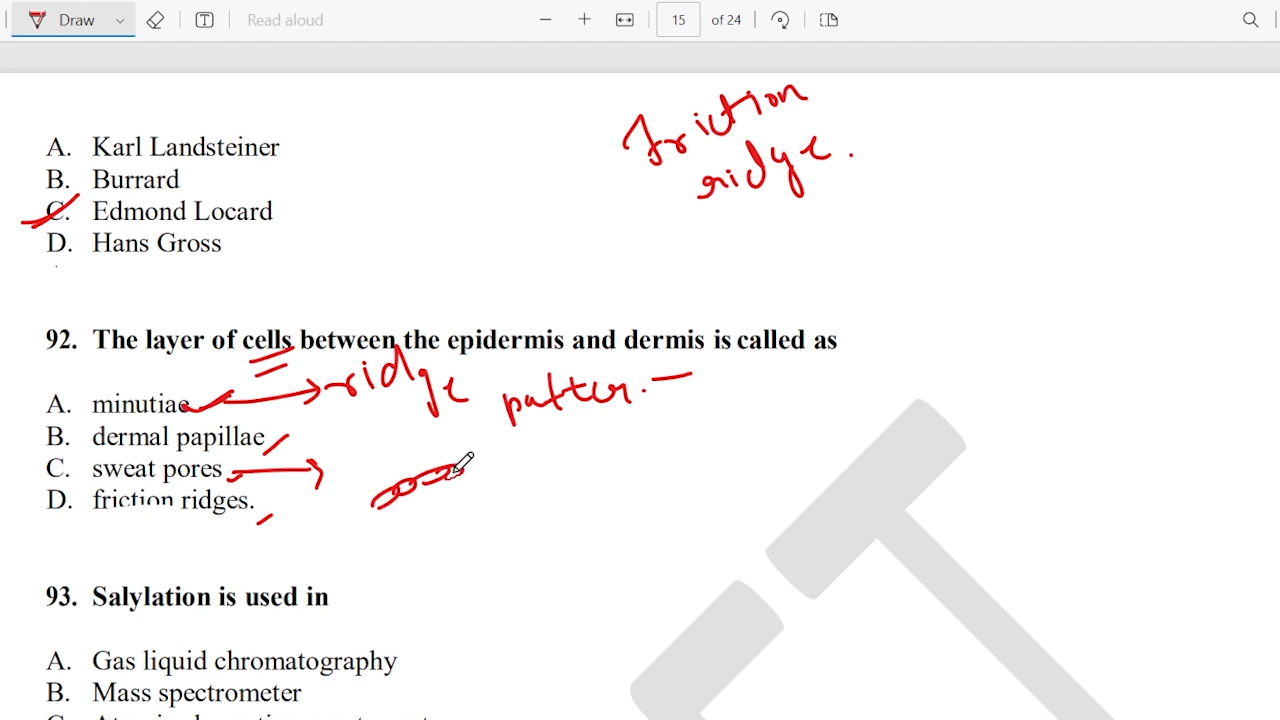 Draw Read aloud 15 of 24
Friction
ridge.
A. Karl Landsteiner
B. Burrard
C. Edmond Locard
D. Hans Gross
92. The layer of cells between the epidermis and dermis is called as
ridge patter.
A. minutiae
B. dermal papillae
C. sweat pores
D. friction ridges.
93. Salylation is used in
A. Gas liquid chromatography
B. Mass spectrometer